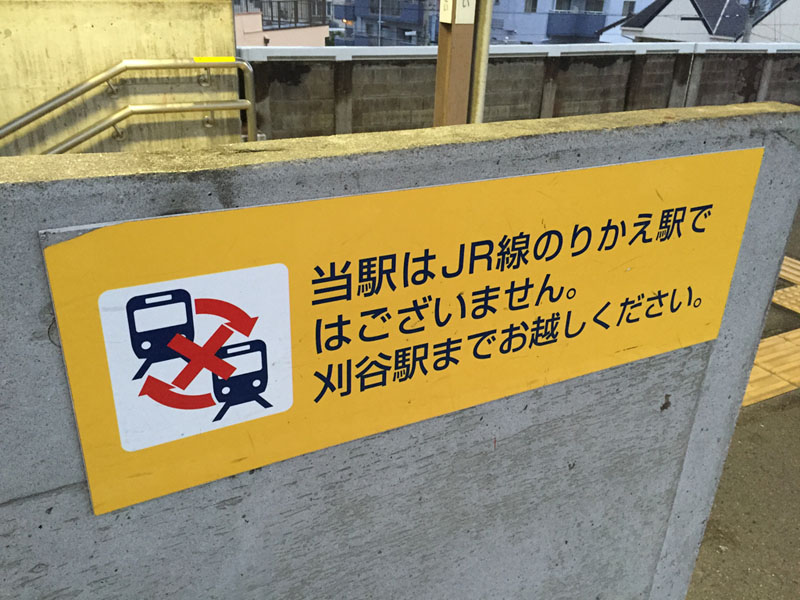 当駅はJR線のりかえ駅で
はございません。
刈谷駅までお越しください。